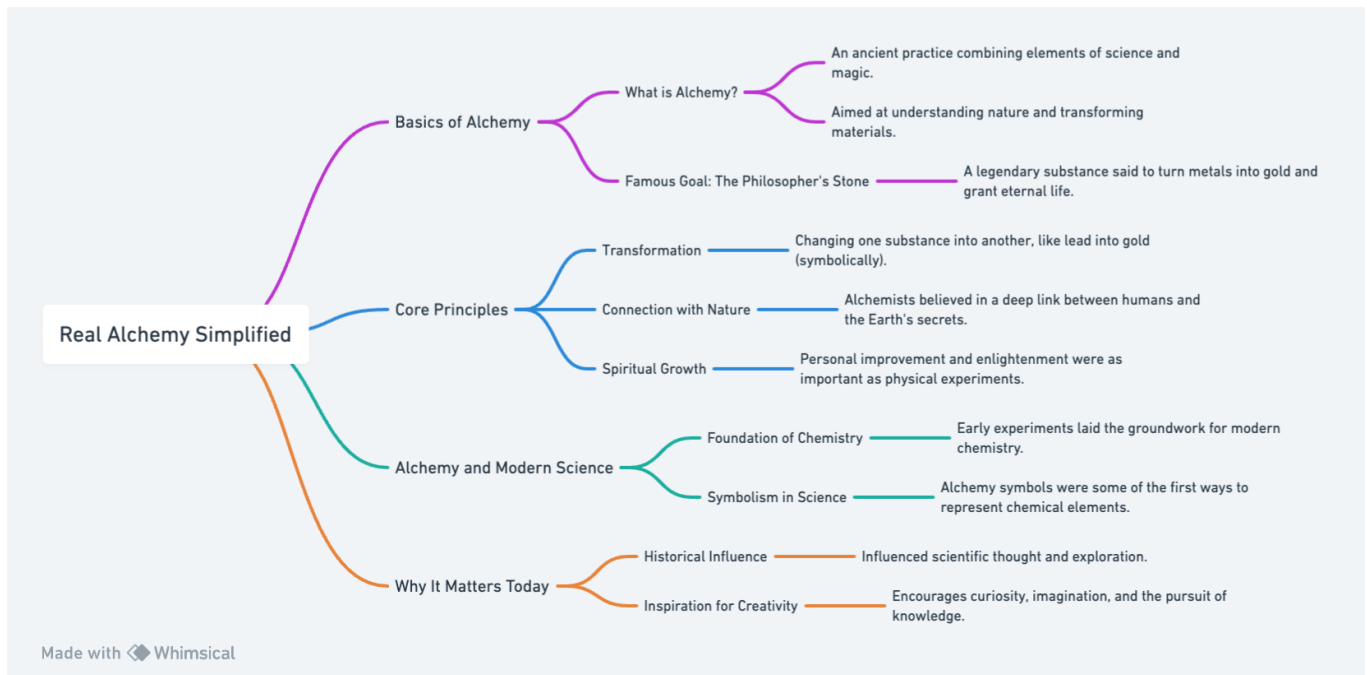 Real Alchemy Simplified
Basics of Alchemy
What is Alchemy?
An ancient practice combining elements of science and
magic.
Aimed at understanding nature and transforming
materials.
Famous Goal: The Philosopher's Stone
A legendary substance said to turn metals into gold and
grant eternal life.
Core Principles
Transformation
Changing one substance into another, like lead into gold
(symbolically).
Connection with Nature
Alchemists believed in a deep link between humans and
the Earth's secrets.
Spiritual Growth
Personal improvement and enlightenment were as
important as physical experiments.
Alchemy and Modern Science
Foundation of Chemistry
Early experiments laid the groundwork for modern
chemistry.
Symbolism in Science
Alchemy symbols were some of the first ways to
represent chemical elements.
Why It Matters Today
Historical Influence
Influenced scientific thought and exploration.
Inspiration for Creativity
Encourages curiosity, imagination, and the pursuit of
knowledge.
Made with Whimsical